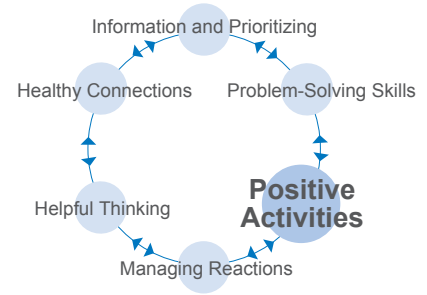 Information and Prioritizing
Healthy Connections
Problem-Solving Skills
Positive
Activities
Helpful Thinking
Managing Reactions